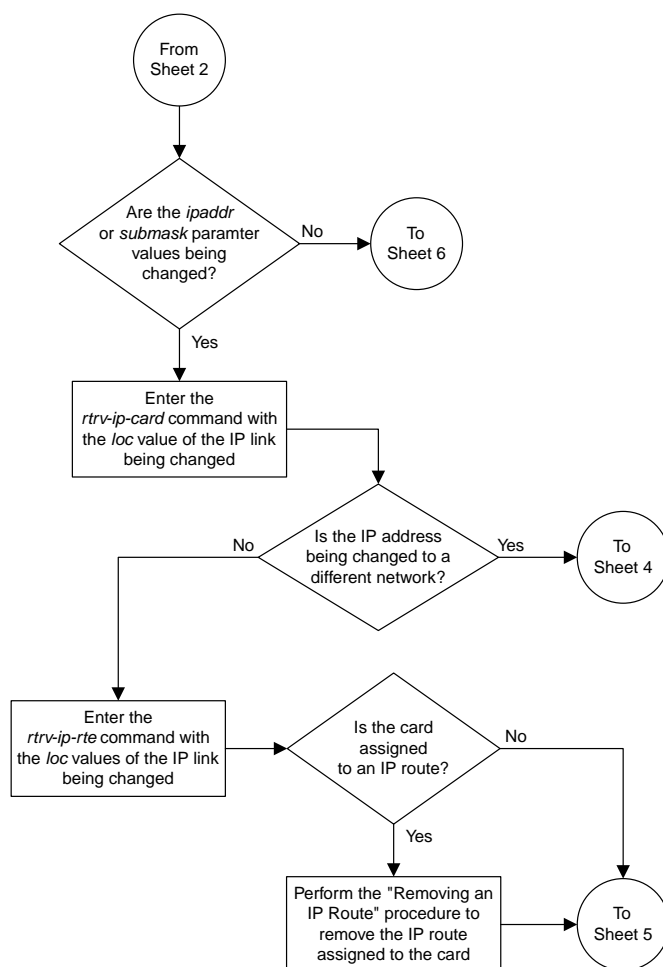 From
Sheet 2
Are the ipaddr
or submask paramter
values being
changed?
No
To
Sheet 6
Yes
Enter the
rtrv-ip-card command with
the loc value of the IP link
being changed
Is the IP address
being changed to a
different network?
No
Yes
To
Sheet 4
Enter the
rtrv-ip-rte command with
the loc values of the IP link
being changed
Is the card
assigned
to an IP route?
No
Yes
Perform the "Removing an
IP Route" procedure to
remove the IP route
assigned to the card
To
Sheet 5